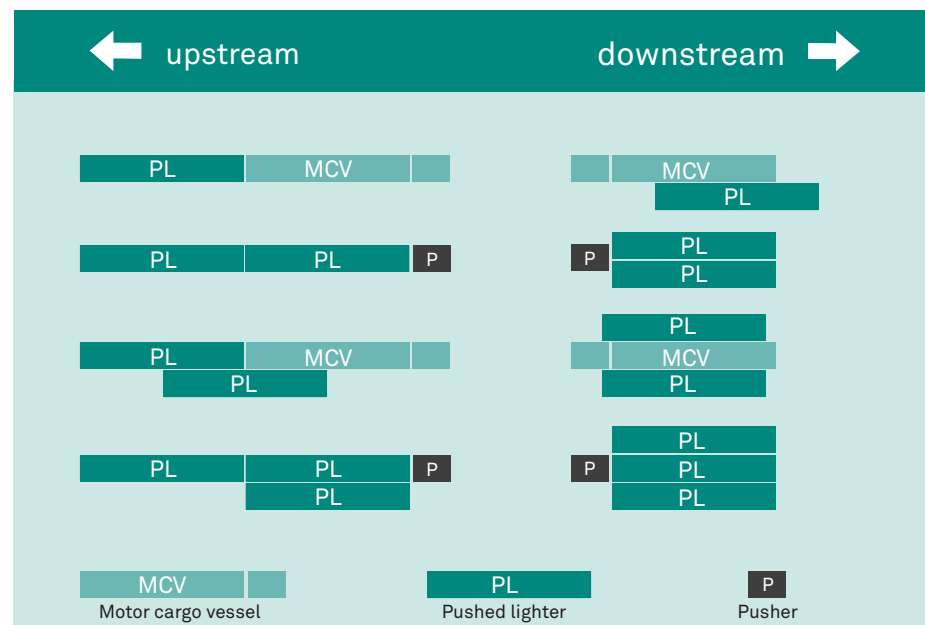 upstream downstream
PL MCV MCV
PL
PL PL P P PL
PL
PL
PL MCV MCV
PL PL
PL
PL PL P P PL
PL PL
MCV PL P
Motor cargo vessel Pushed lighter Pusher